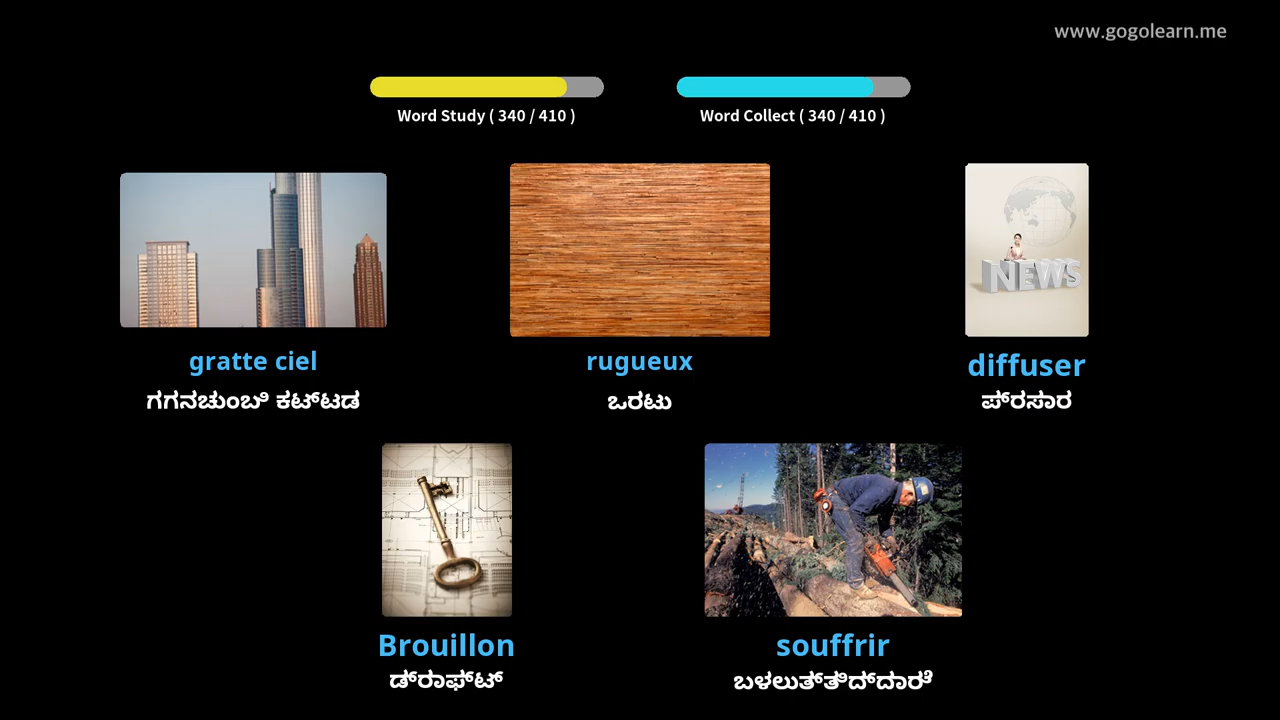 www.gogolearn.me
Word Study ( 340 / 410 )
Word Collect ( 340 / 410 )
NEWS
gratte ciel
rugueux
diffuser
ಗಗನಚುಂಬಿ ಕಟ್ಟಡ
ಒರಟು
ಪ್ರಸಾರ
Brouillon
souffrir
ಡ್ರಾಫ್ಟ್
ಬಳಲುತ್ತಿದ್ದಾರೆ